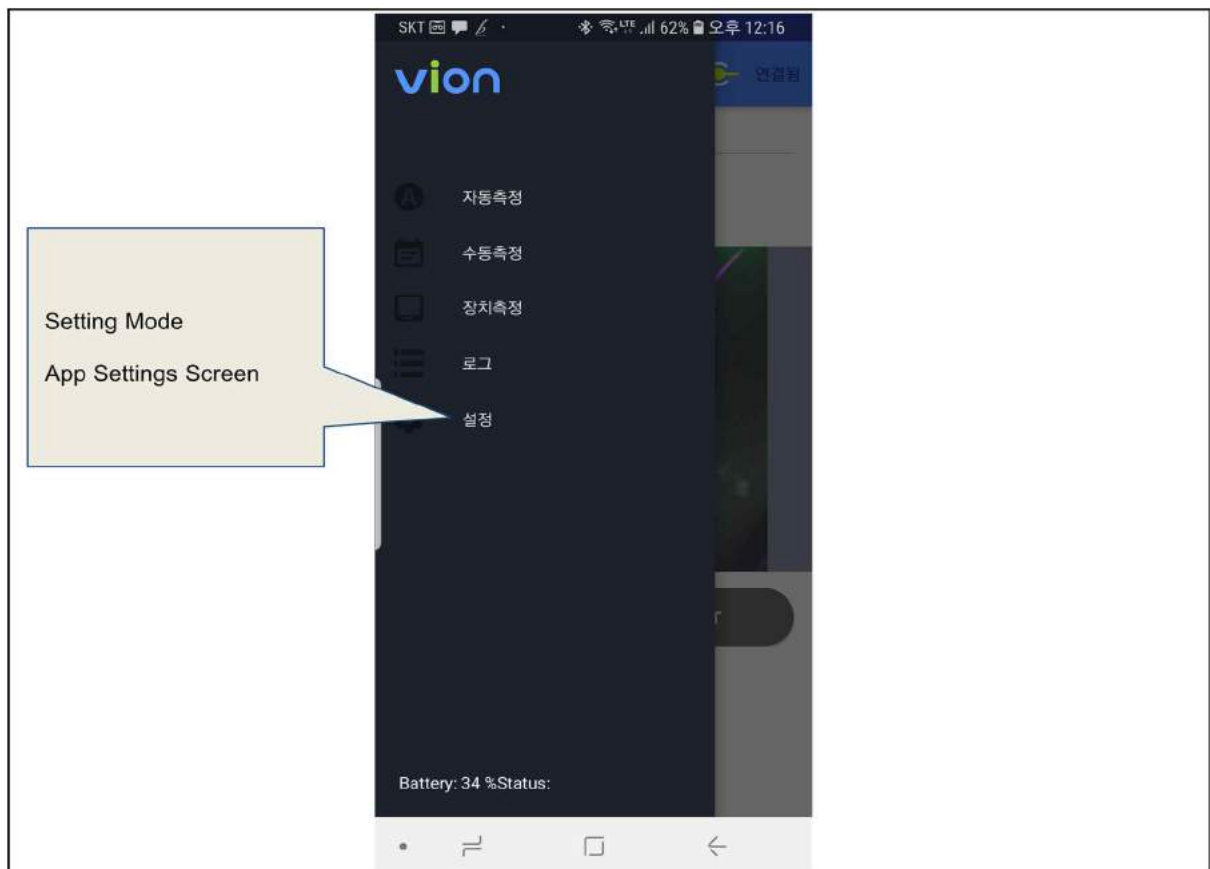 SKT LTE 62% 오후 12:16
vion
연결됨
자동측정
수동측정
장치측정
로그
설정
Setting Mode
App Settings Screen
Battery: 34 %Status: